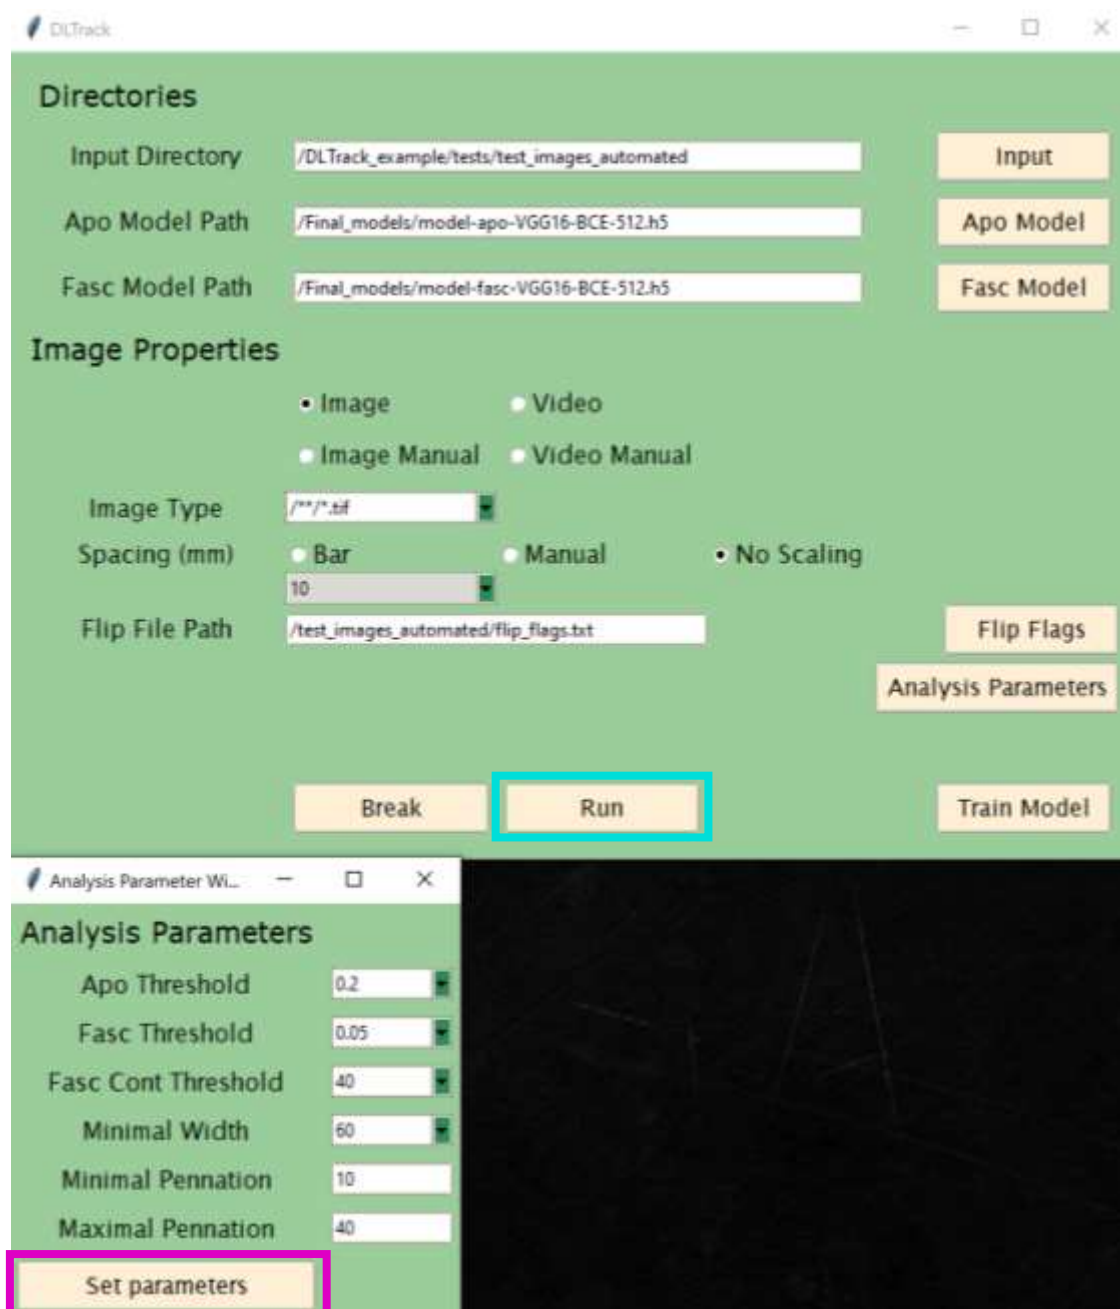 DLTrack
Directories
Input Directory /DLTrack_example/tests/test_images_automated Input
Apo Model Path /Final_models/model-apo-VGG16-BCE-512.h5 Apo Model
Fasc Model Path /Final_models/model-fasc-VGG16-BCE-512.h5 Fasc Model
Image Properties
Image Video
Image Manual Video Manual
Image Type /**/*.tif
Spacing (mm) Bar Manual No Scaling
10
Flip File Path /test_images_automated/flip_flags.txt Flip Flags
Analysis Parameters
Break Run Train Model
Analysis Parameter Wi...
Analysis Parameters
Apo Threshold 0.2
Fasc Threshold 0.05
Fasc Cont Threshold 40
Minimal Width 60
Minimal Pennation 10
Maximal Pennation 40
Set parameters